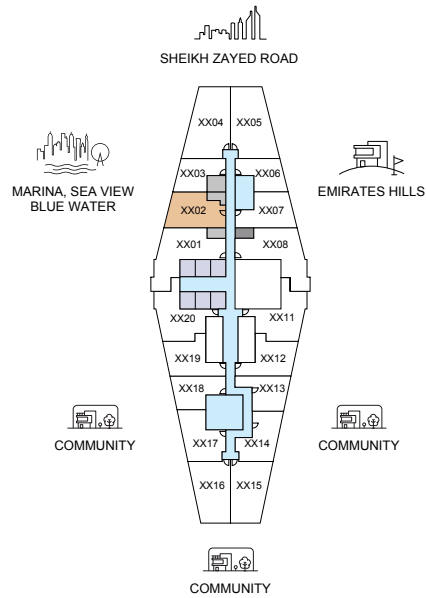 SHEIKH ZAYED ROAD
XX04 XX05
MARINA, SEA VIEW
BLUE WATER
EMIRATES HILLS
XX03 XX06
XX02 XX07
XX01 XX08
XX20 XX11
XX19 XX12
XX18 XX13
COMMUNITY
COMMUNITY
XX17 XX14
XX16 XX15
COMMUNITY